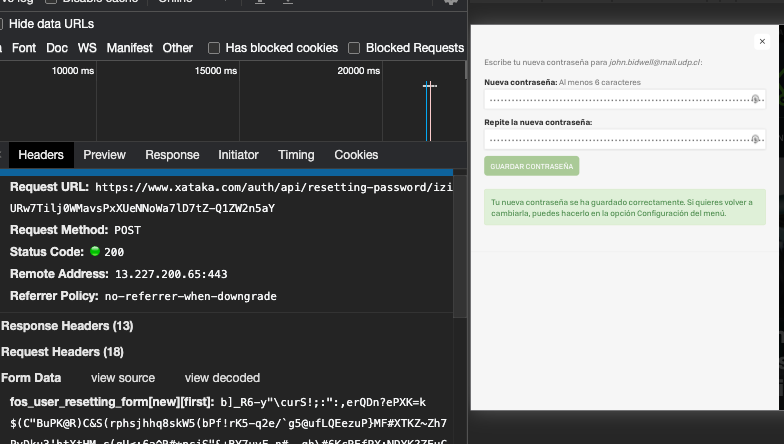 Hide data URLs
Font Doc WS Manifest Other Has blocked cookies Blocked Requests
10000 ms 15000 ms 20000 ms
Headers Preview Response Initiator Timing Cookies
Request URL: https://www.xataka.com/auth/api/resetting-password/izi
URw7Tilj0WMavsPxXUeNNoWa7lD7tZ-Q1ZW2n5aY
Request Method: POST
Status Code: 200
Remote Address: 13.227.200.65:443
Referrer Policy: no-referrer-when-downgrade
Response Headers (13)
Request Headers (18)
Form Data view source view decoded
fos_user_resetting_form[new][first]: b]_R6-y"\curS!;:":,erQDn?ePXK=k
$(C"BuPK@R)C&S(rphsjhhq8skW5(bPf!rK5-q2e/`g5@ufLQEezuP}MF#XTKZ~Zh7
Escribe tu nueva contraseña para john.bidwell@mail.udp.cl:
Nueva contraseña: Al menos 6 caracteres
Repite la nueva contraseña:
GUARDAR CONTRASEÑA
Tu nueva contraseña se ha guardado correctamente. Si quieres volver a
cambiarla, puedes hacerlo en la opción Configuración del menú.